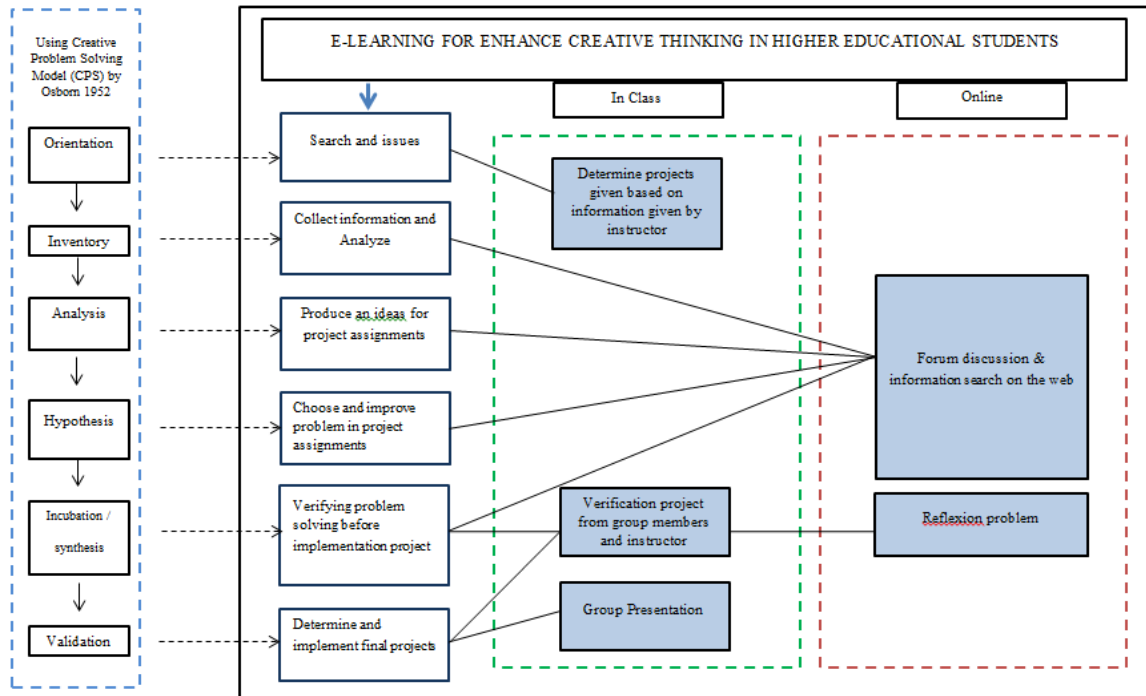 Using Creative
Problem Solving
Model (CPS) by
Osborn 1952
Orientation
Inventory
Analysis
Hypothesis
Incubation /
synthesis
Validation
E-LEARNING FOR ENHANCE CREATIVE THINKING IN HIGHER EDUCATIONAL STUDENTS
In Class
Online
Search and issues
Collect information and
Analyze
Produce an ideas for
project assignments
Choose and improve
problem in project
assignments
Verifying problem
solving before
implementation project
Determine and
implement final projects
Determine projects
given based on
information given by
instructor
Verification project
from group members
and instructor
Group Presentation
Forum discussion &
information search on the web
Reflexion problem